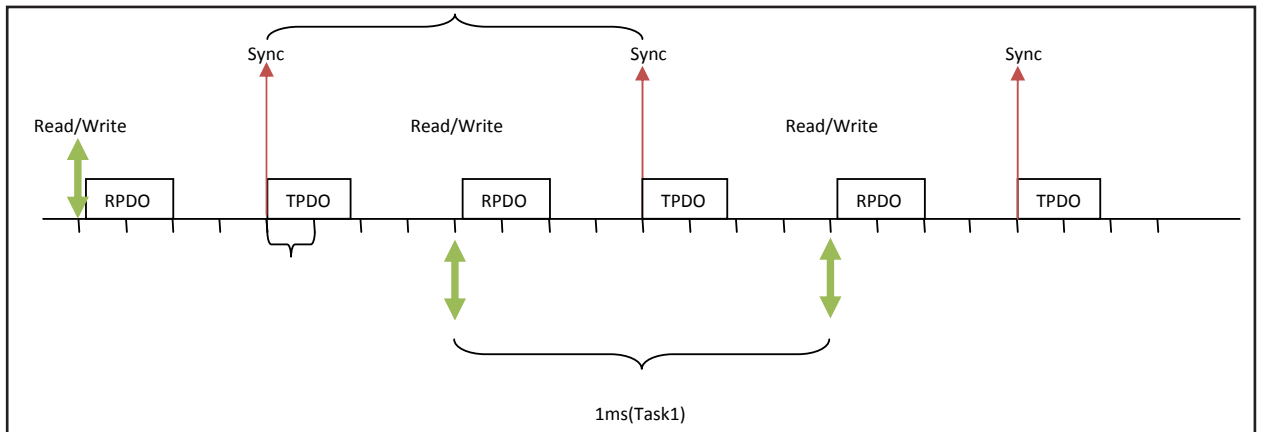 Sync
Sync
Sync
Read/Write
Read/Write
Read/Write
RPDO
TPDO
RPDO
TPDO
RPDO
TPDO
1ms(Task1)